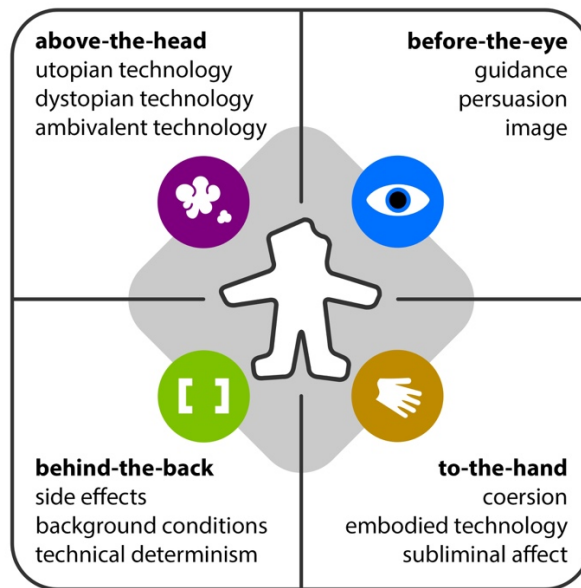 above-the-head
utopian technology
dystopian technology
ambivalent technology
before-the-eye
guidance
persuasion
image
[ ]
behind-the-back
side effects
background conditions
technical determinism
to-the-hand
coersion
embodied technology
subliminal affect